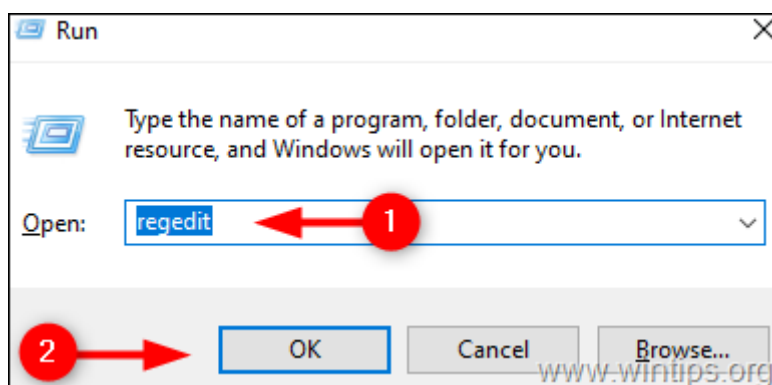 Run
Type the name of a program, folder, document, or Internet
resource, and Windows will open it for you.
Open: regedit 1
2 OK Cancel Browse...
www.wintips.org